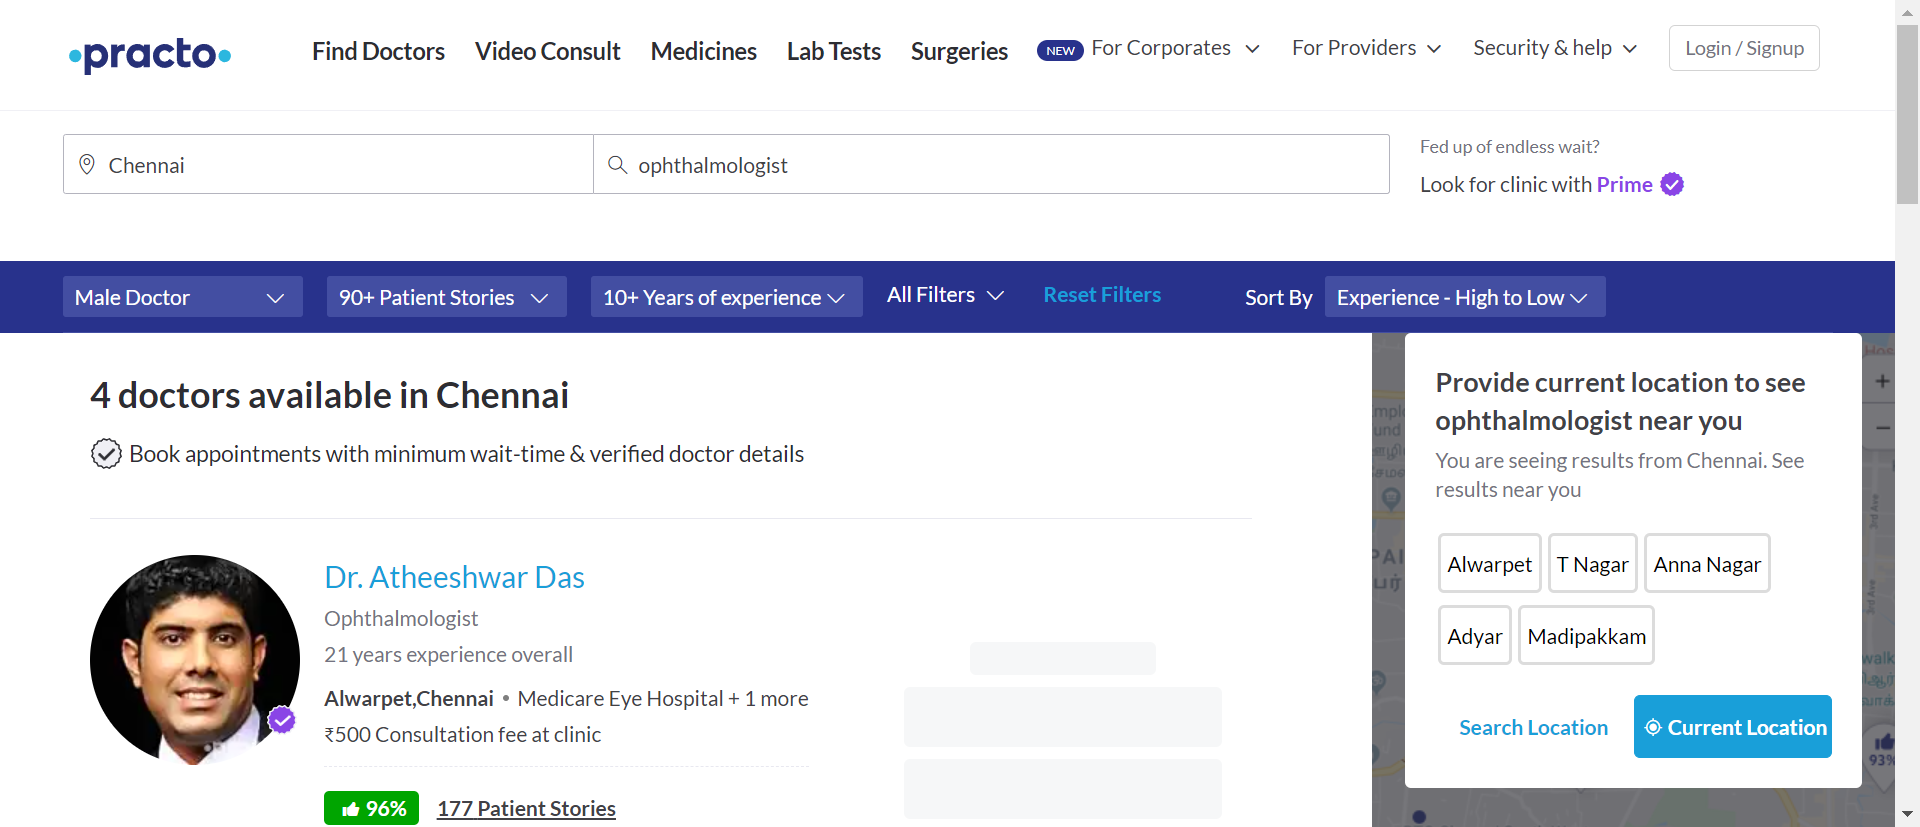 practo
Find Doctors
Video Consult
Medicines
Lab Tests
Surgeries
NEW For Corporates
For Providers
Security & help
Login / Signup
Chennai
ophthalmologist
Fed up of endless wait?
Look for clinic with Prime
Male Doctor
90+ Patient Stories
10+ Years of experience
All Filters
Reset Filters
Sort By
Experience - High to Low
4 doctors available in Chennai
Book appointments with minimum wait-time & verified doctor details
Dr. Atheeshwar Das
Ophthalmologist
21 years experience overall
Alwarpet,Chennai • Medicare Eye Hospital + 1 more
₹500 Consultation fee at clinic
96%
177 Patient Stories
Provide current location to see
ophthalmologist near you
You are seeing results from Chennai. See
results near you
Alwarpet
T Nagar
Anna Nagar
Adyar
Madipakkam
Search Location
Current Location
+
−
3rd Ave
3rd Ave
93%